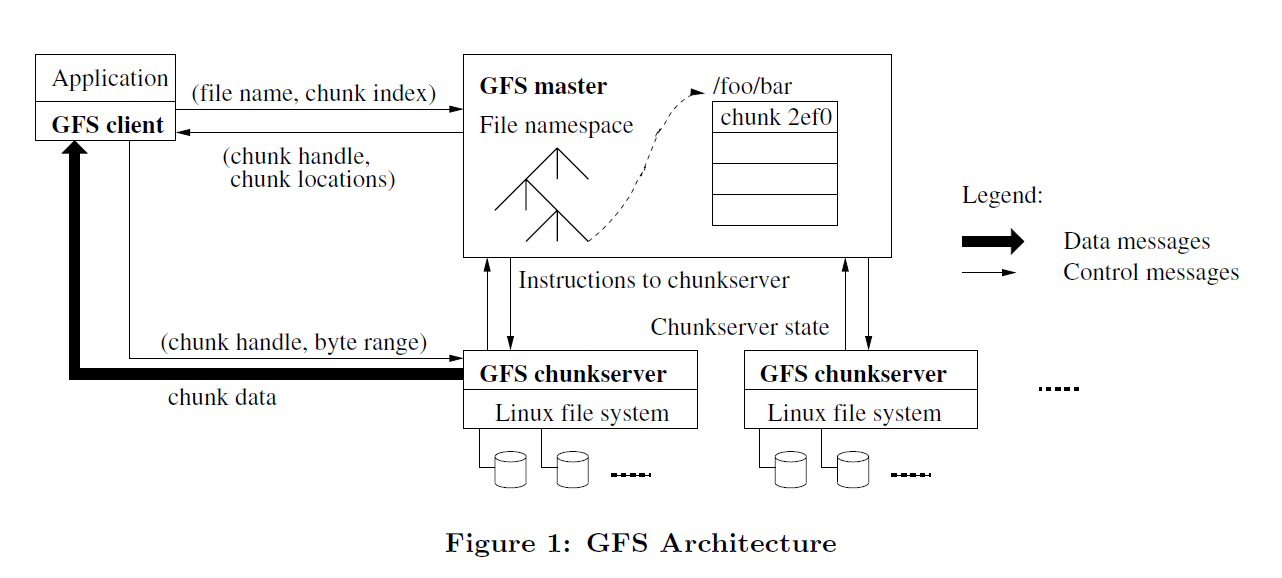 Application
GFS client
(file name, chunk index)
(chunk handle,
chunk locations)
GFS master
File namespace
/foo/bar
chunk 2ef0
Legend:
Data messages
Control messages
Instructions to chunkserver
Chunkserver state
(chunk handle, byte range)
chunk data
GFS chunkserver
Linux file system
GFS chunkserver
Linux file system
Figure 1: GFS Architecture